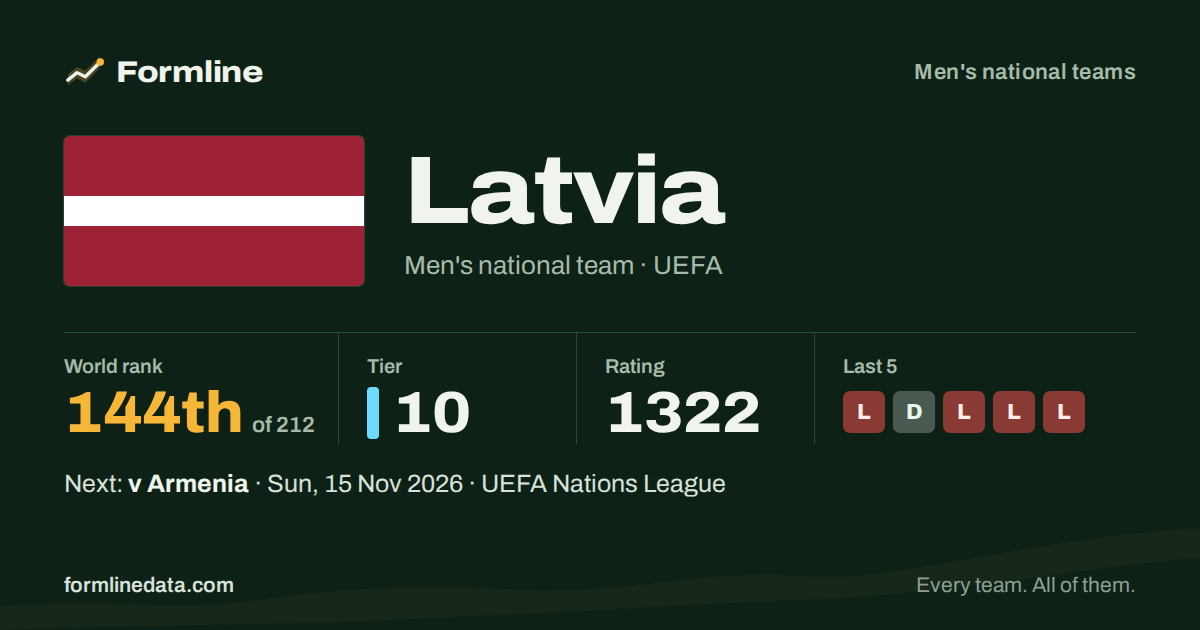 Formline
Men's national teams
Latvia
Men's national team · UEFA
World rank
144th of 212
Tier
10
Rating
1322
Last 5
L D L L L
Next: v Armenia · Sun, 15 Nov 2026 · UEFA Nations League
formlinedata.com
Every team. All of them.